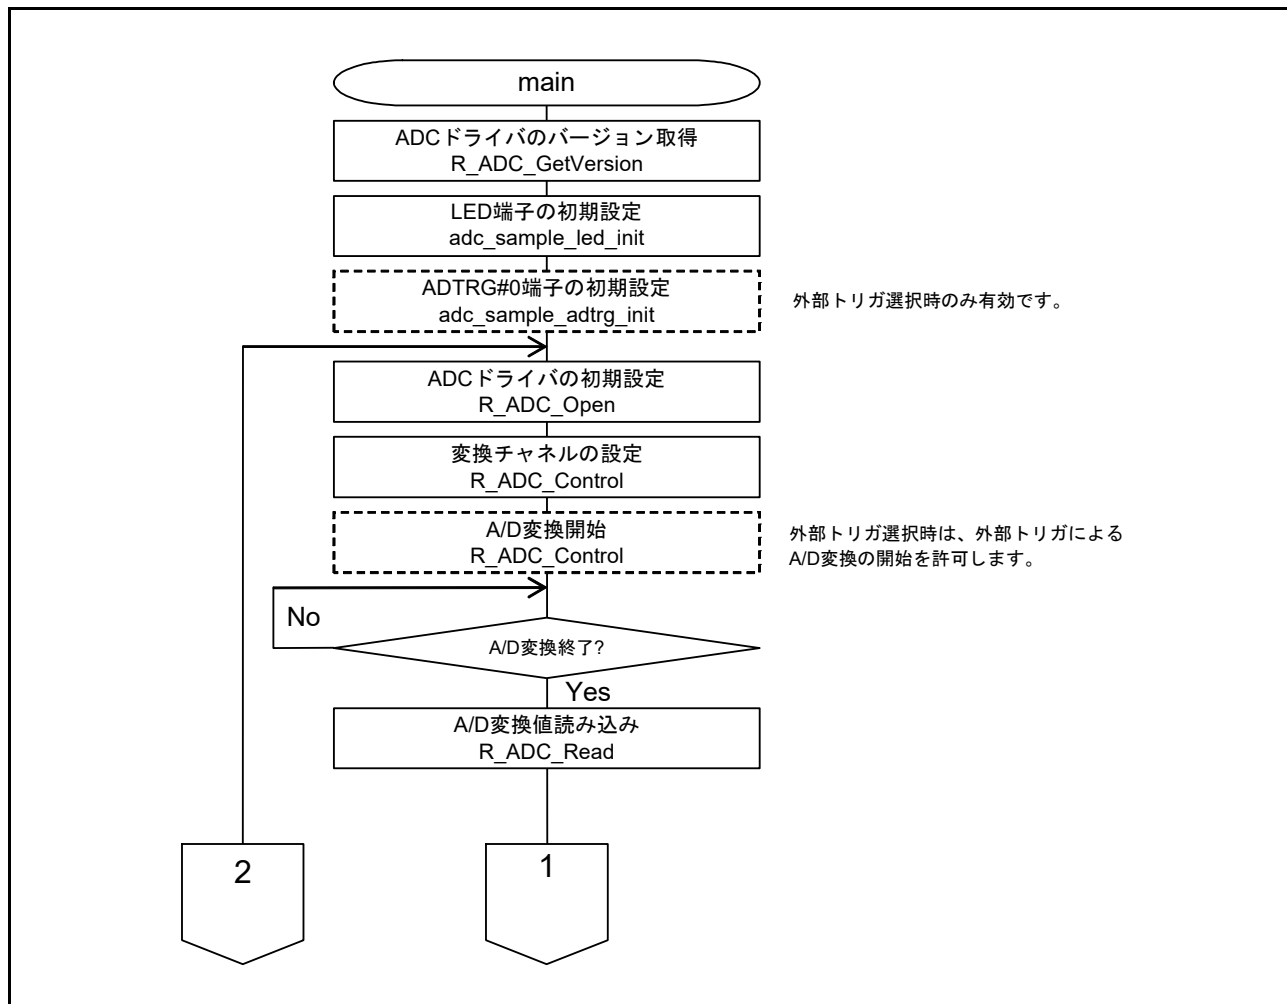 main
ADCドライバのバージョン取得
R_ADC_GetVersion
LED端子の初期設定
adc_sample_led_init
ADTRG#0端子の初期設定
adc_sample_adtrg_init
外部トリガ選択時のみ有効です。
ADCドライバの初期設定
R_ADC_Open
変換チャネルの設定
R_ADC_Control
A/D変換開始
R_ADC_Control
外部トリガ選択時は、外部トリガによる
A/D変換の開始を許可します。
No
A/D変換終了?
Yes
A/D変換値読み込み
R_ADC_Read
2
1